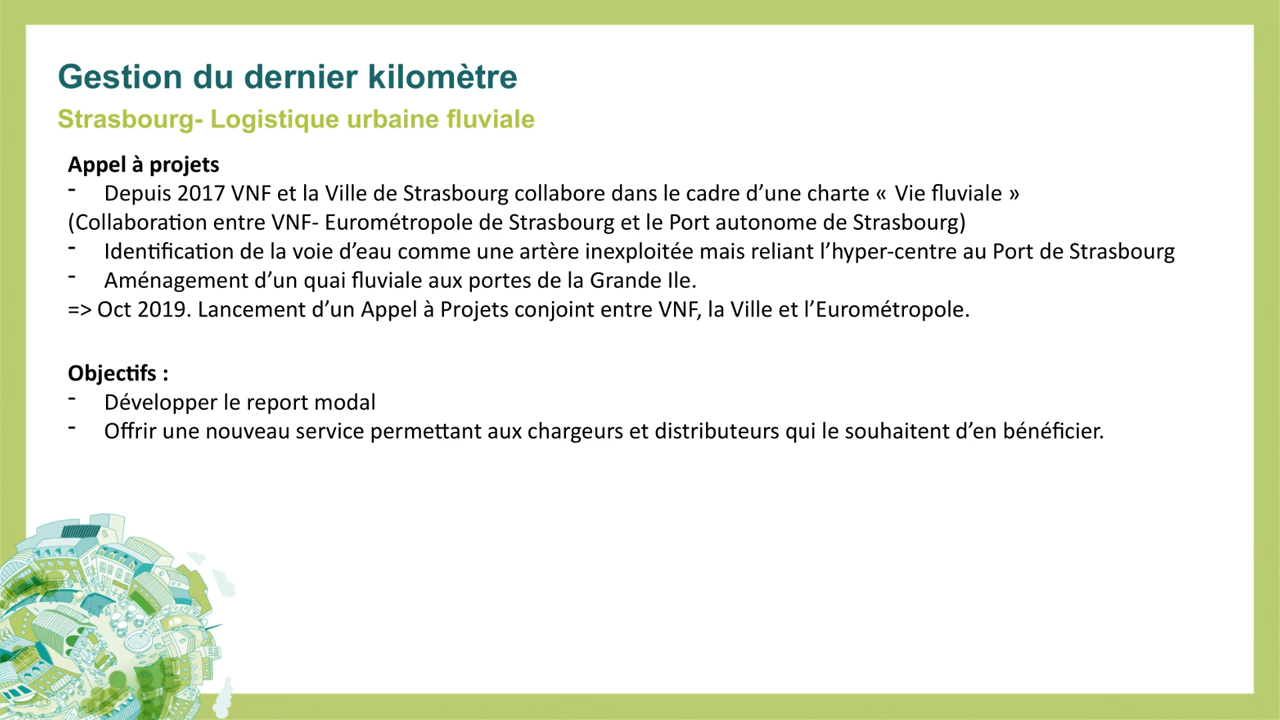 Gestion du dernier kilomètre
Strasbourg- Logistique urbaine fluviale
Appel à projets
- Depuis 2017 VNF et la Ville de Strasbourg collabore dans le cadre d’une charte « Vie fluviale »
(Collaboration entre VNF- Eurométropole de Strasbourg et le Port autonome de Strasbourg)
- Identification de la voie d’eau comme une artère inexploitée mais reliant l’hyper-centre au Port de Strasbourg
- Aménagement d’un quai fluviale aux portes de la Grande Ile.
=> Oct 2019. Lancement d’un Appel à Projets conjoint entre VNF, la Ville et l’Eurométropole.
Objectifs :
- Développer le report modal
- Offrir une nouveau service permettant aux chargeurs et distributeurs qui le souhaitent d’en bénéficier.